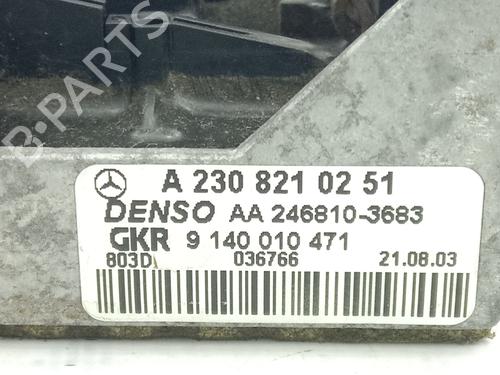 B-PARTS
A 230 821 02 51
DENSO AA 246810-3683
GKR 9 140 010 471
803D 036766 21.08.03